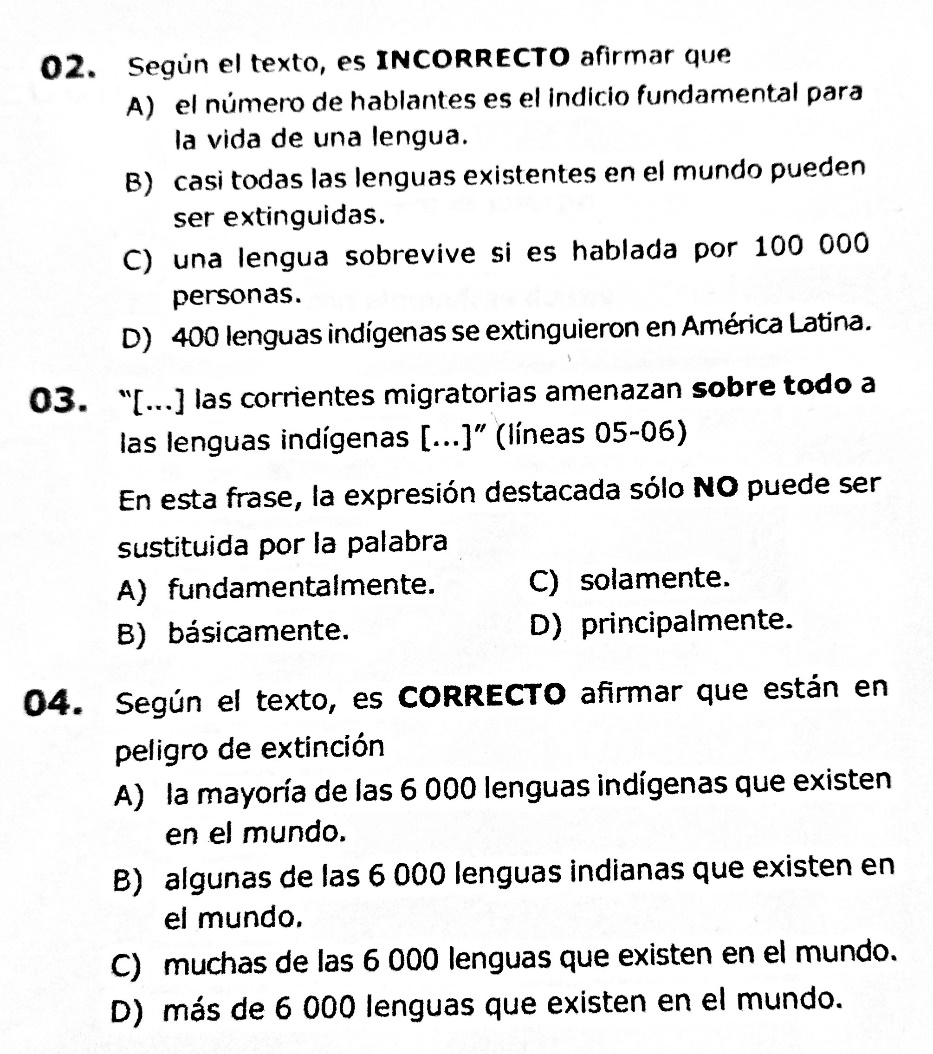 02. Según el texto, es INCORRECTO afirmar que
A) el número de hablantes es el indicio fundamental para
la vida de una lengua.
B) casi todas las lenguas existentes en el mundo pueden
ser extinguidas.
C) una lengua sobrevive si es hablada por 100 000
personas.
D) 400 lenguas indígenas se extinguieron en América Latina.
03. "[...] las corrientes migratorias amenazan sobre todo a
las lenguas indígenas [...]" (líneas 05-06)
En esta frase, la expresión destacada sólo NO puede ser
sustituida por la palabra
A) fundamentalmente. C) solamente.
B) básicamente. D) principalmente.
04. Según el texto, es CORRECTO afirmar que están en
peligro de extinción
A) la mayoría de las 6 000 lenguas indígenas que existen
en el mundo.
B) algunas de las 6 000 lenguas indianas que existen en
el mundo.
C) muchas de las 6 000 lenguas que existen en el mundo.
D) más de 6 000 lenguas que existen en el mundo.